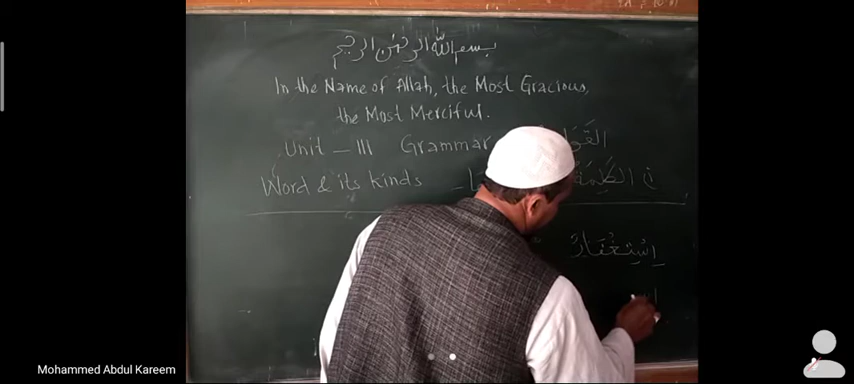 بسم الله الرحمن الرحيم
In the Name of Allah, the Most Gracious,
the Most Merciful.
Unit – III Grammar
Word & its kinds
اِسْتِغْفَارٌ
Mohammed Abdul Kareem